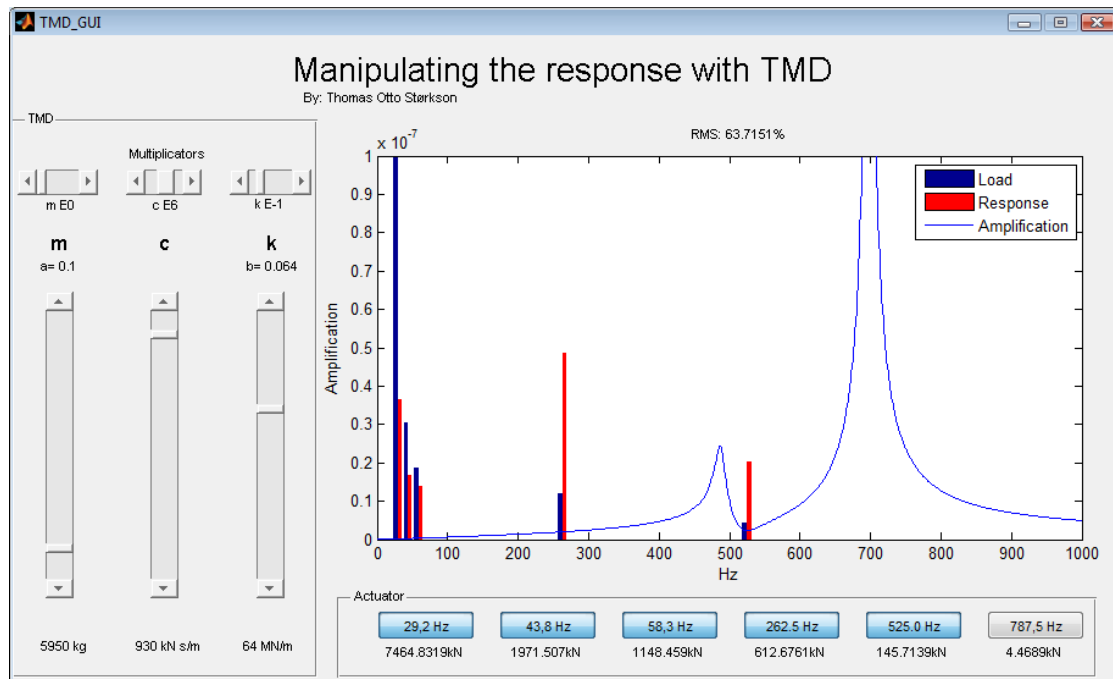 TMD_GUI
Manipulating the response with TMD
By: Thomas Otto Størkson
TMD
Multiplicators
m E0
c E6
k E-1
m
c
k
a= 0.1
b= 0.064
5950 kg
930 kN s/m
64 MN/m
RMS: 63.7151%
x 10^-7
Load
Response
Amplification
Amplification
1
0.9
0.8
0.7
0.6
0.5
0.4
0.3
0.2
0.1
0
0 100 200 300 400 500 600 700 800 900 1000
Hz
Actuator
29,2 Hz
43,8 Hz
58,3 Hz
262.5 Hz
525.0 Hz
787,5 Hz
7464.8319kN
1971.507kN
1148.459kN
612.6761kN
145.7139kN
4.4689kN